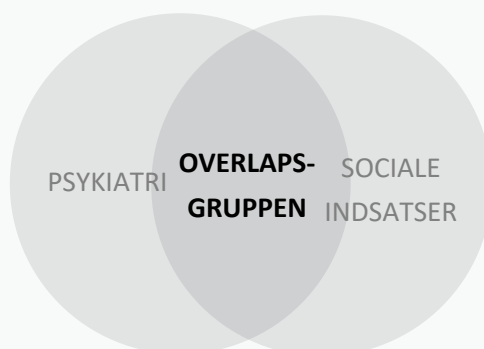 PSYKIATRI
OVERLAPS-
GRUPPEN
SOCIALE
INDSATSER